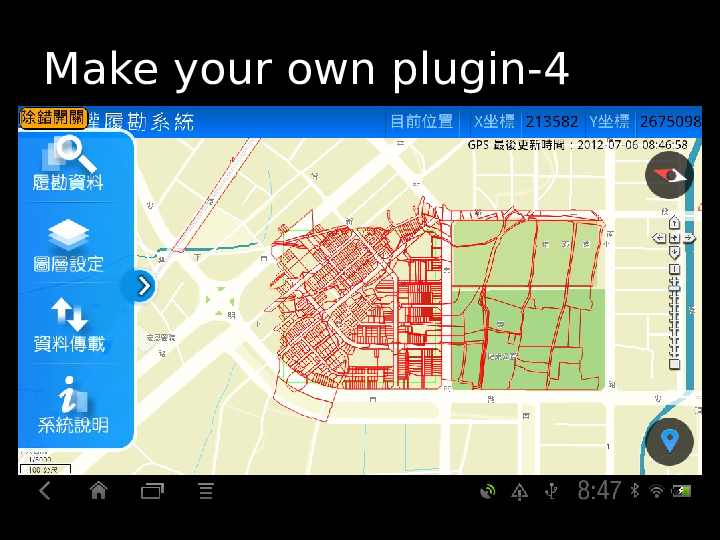 Make your own plugin-4
除錯開關
履勘系統
目前位置 X坐標 213582 Y坐標 2675098
GPS 最後更新時間：2012-07-06 08:46:58
履勘資料
圖層設定
資料傳載
系統說明
100 公尺
8:47